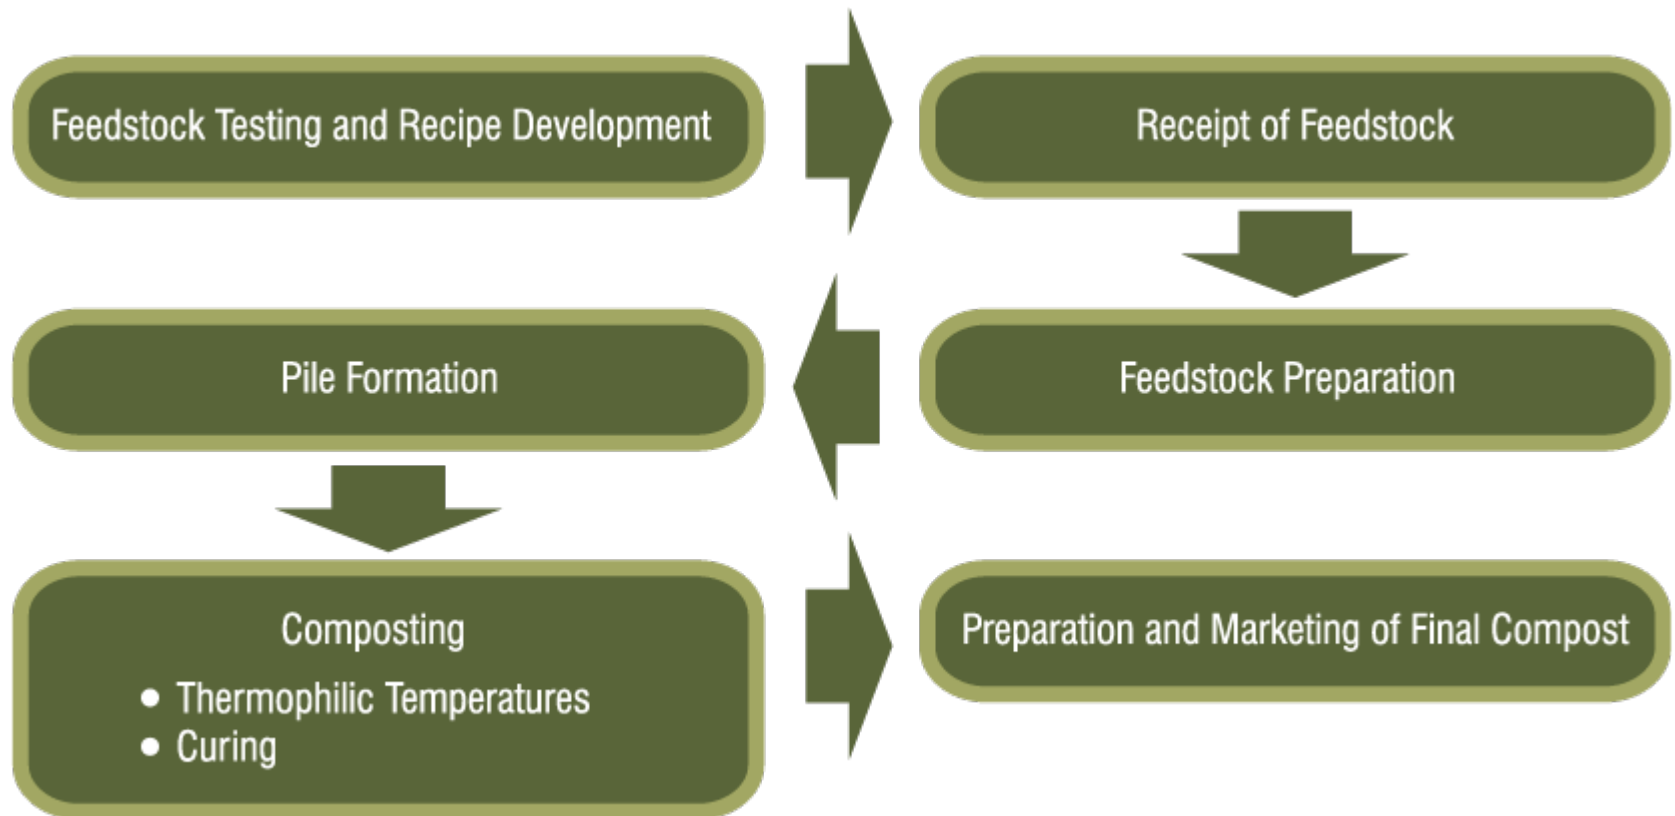 Feedstock Testing and Recipe Development
Receipt of Feedstock
Feedstock Preparation
Pile Formation
Composting
• Thermophilic Temperatures
• Curing
Preparation and Marketing of Final Compost